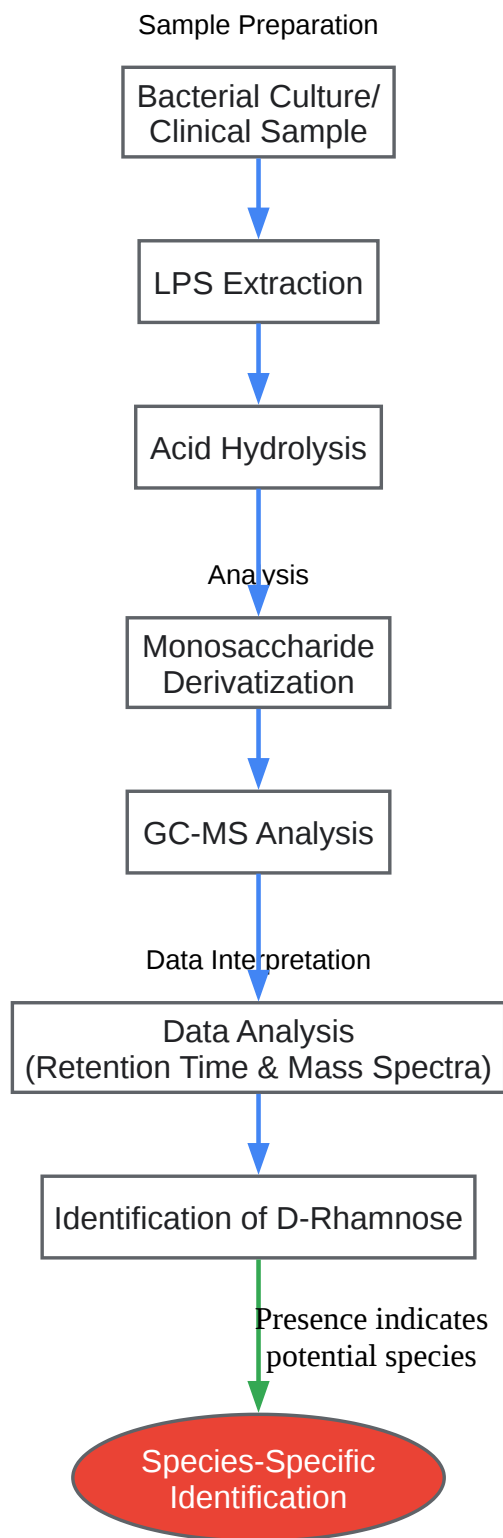 Sample Preparation
Bacterial Culture/
Clinical Sample
LPS Extraction
Acid Hydrolysis
Analysis
Monosaccharide
Derivatization
GC-MS Analysis
Data Interpretation
Data Analysis
(Retention Time & Mass Spectra)
Identification of D-Rhamnose
Presence indicates
potential species
Species-Specific
Identification